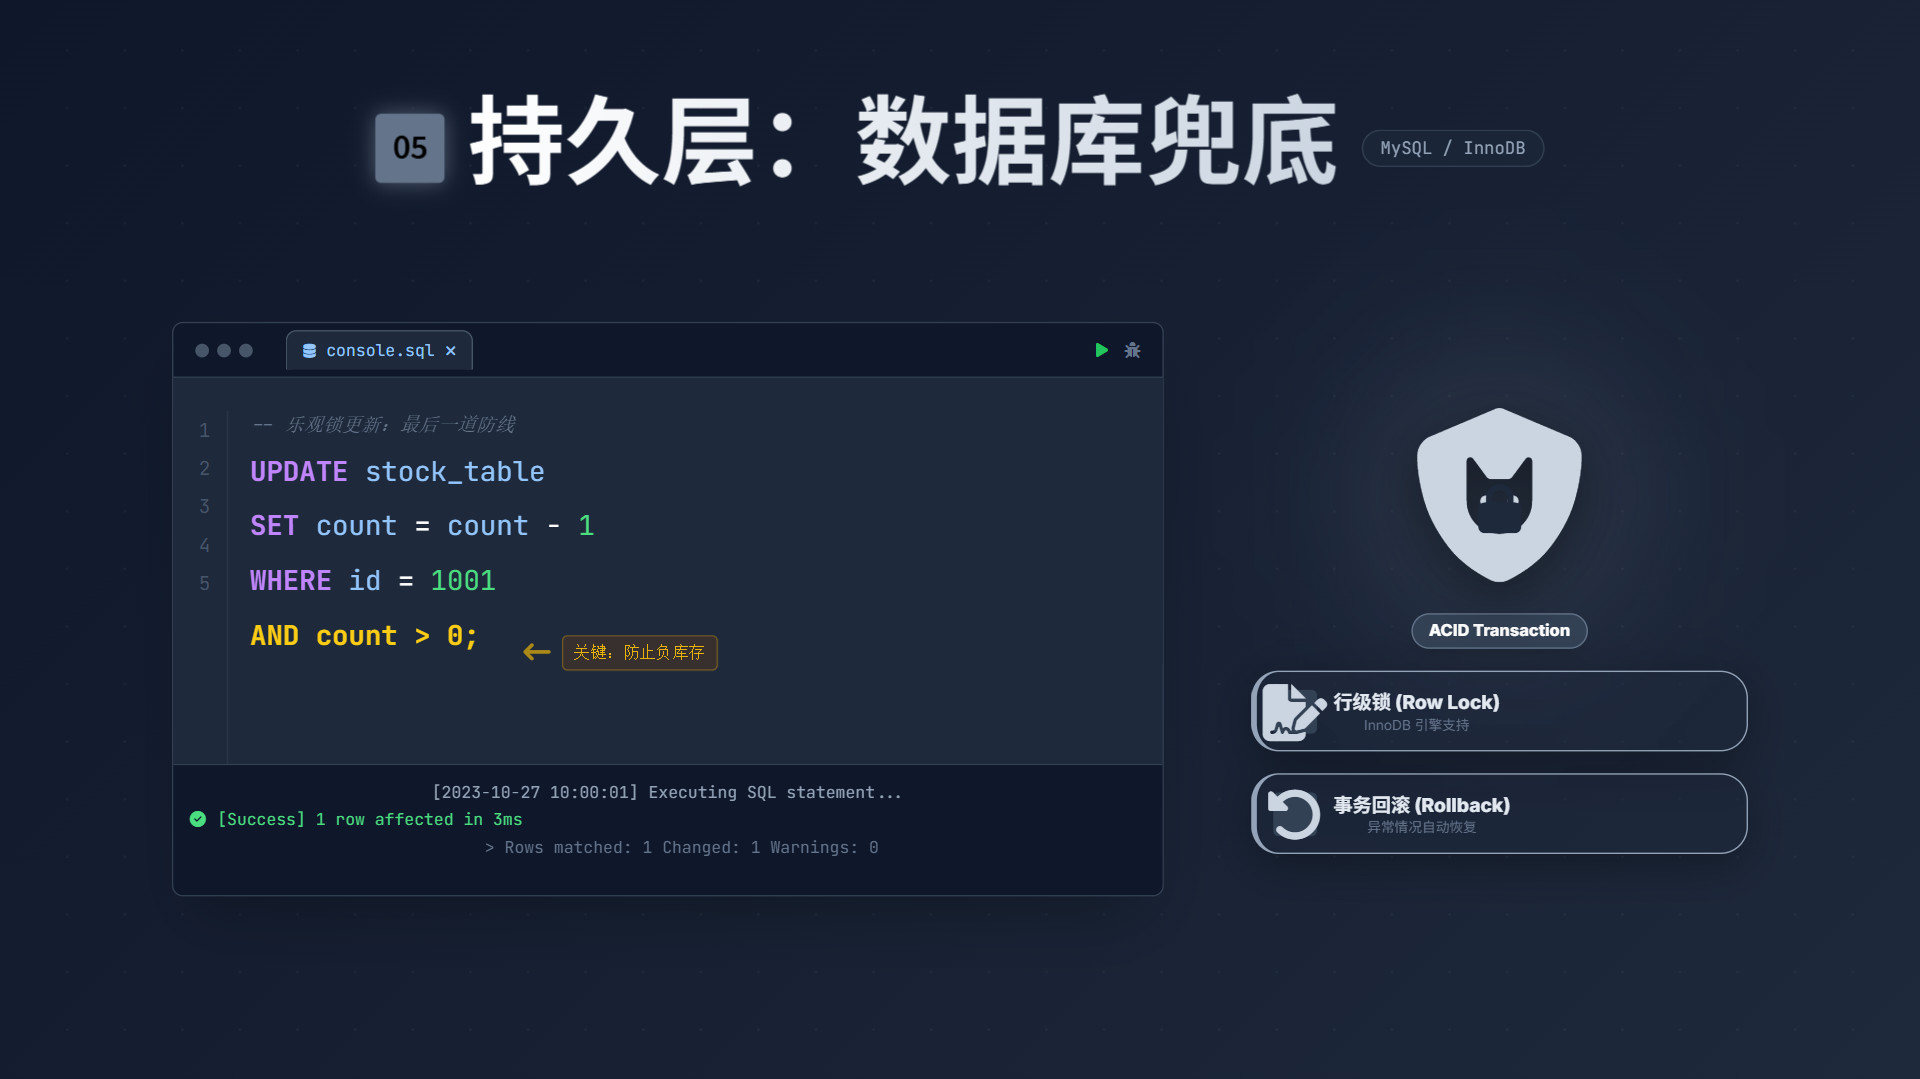 05
持久层：数据库兜底
MySQL / InnoDB
console.sql ×
1
2
3
4
5
-- 乐观锁更新：最后一道防线
UPDATE stock_table
SET count = count - 1
WHERE id = 1001
AND count > 0;
关键：防止负库存
[2023-10-27 10:00:01] Executing SQL statement...
[Success] 1 row affected in 3ms
> Rows matched: 1 Changed: 1 Warnings: 0
ACID Transaction
行级锁 (Row Lock)
InnoDB 引擎支持
事务回滚 (Rollback)
异常情况自动恢复